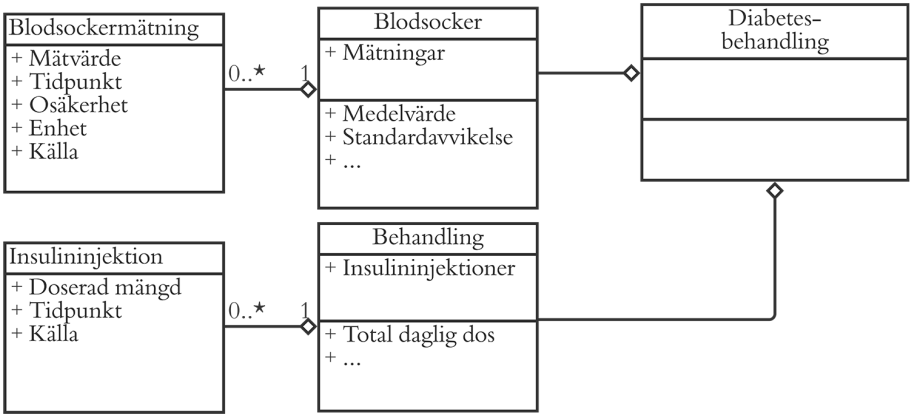 Blodsockermätning
+ Mätvärde
+ Tidpunkt
+ Osäkerhet
+ Enhet
+ Källa
0..* 1
Blodsocker
+ Mätningar
+ Medelvärde
+ Standardavvikelse
+ ...
Diabetes-
behandling
Insulininjektion
+ Doserad mängd
+ Tidpunkt
+ Källa
0..* 1
Behandling
+ Insulininjektioner
+ Total daglig dos
+ ...